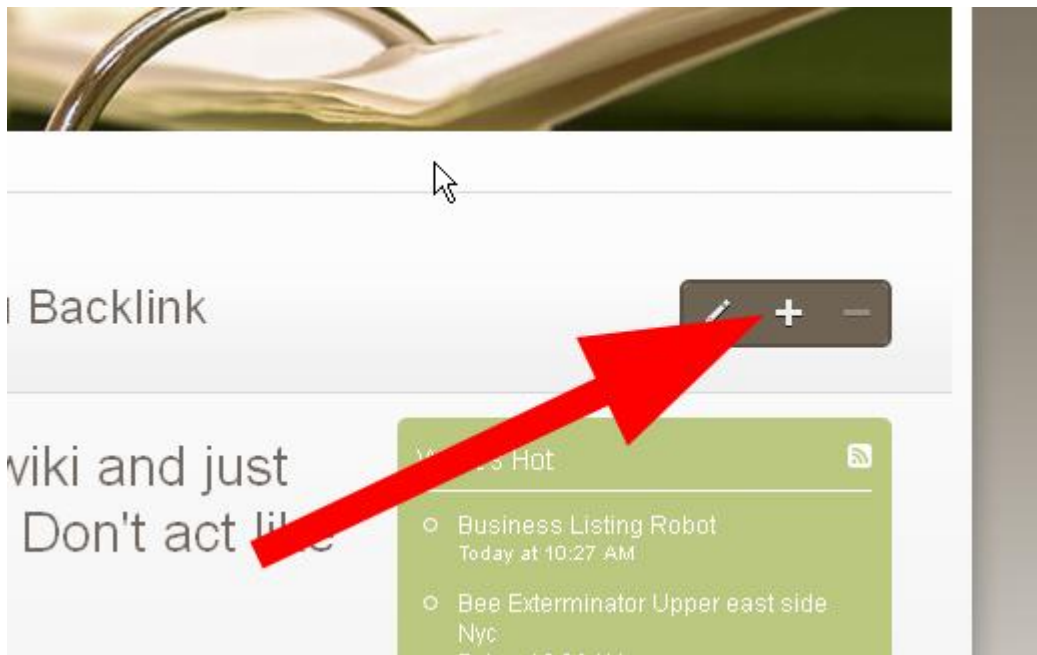 Backlink
wiki and just
Don't act like
Hot
Business Listing Robot
Today at 10:27 AM
Bee Exterminator Upper east side
Nyc